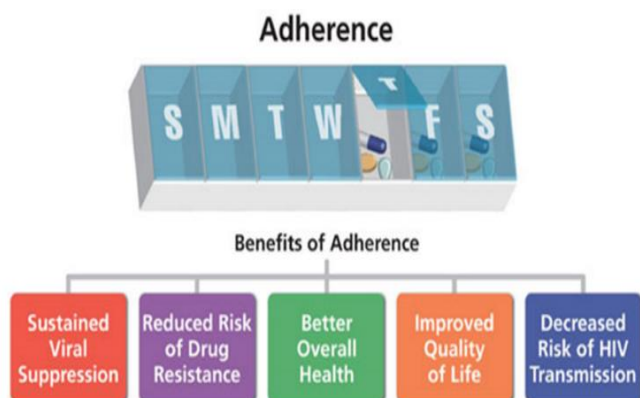 Adherence
S M T W T F S
Benefits of Adherence
Sustained
Viral
Suppression
Reduced Risk
of Drug
Resistance
Better
Overall
Health
Improved
Quality
of Life
Decreased
Risk of HIV
Transmission